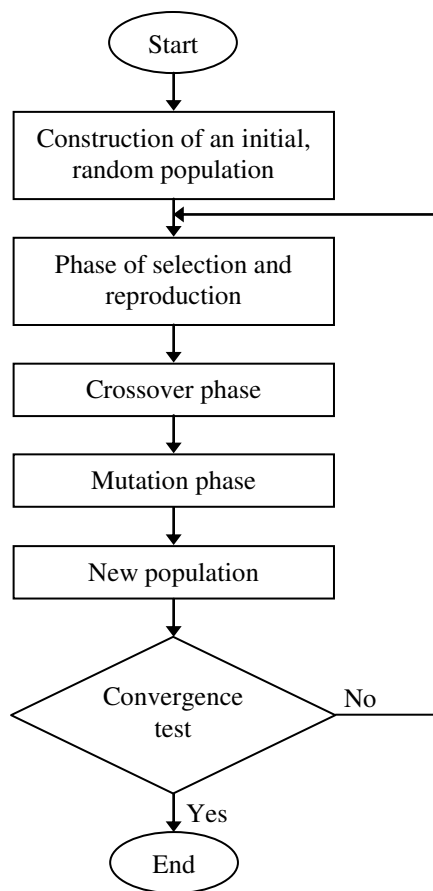 Start
Construction of an initial,
random population
Phase of selection and
reproduction
Crossover phase
Mutation phase
New population
Convergence
test
No
Yes
End